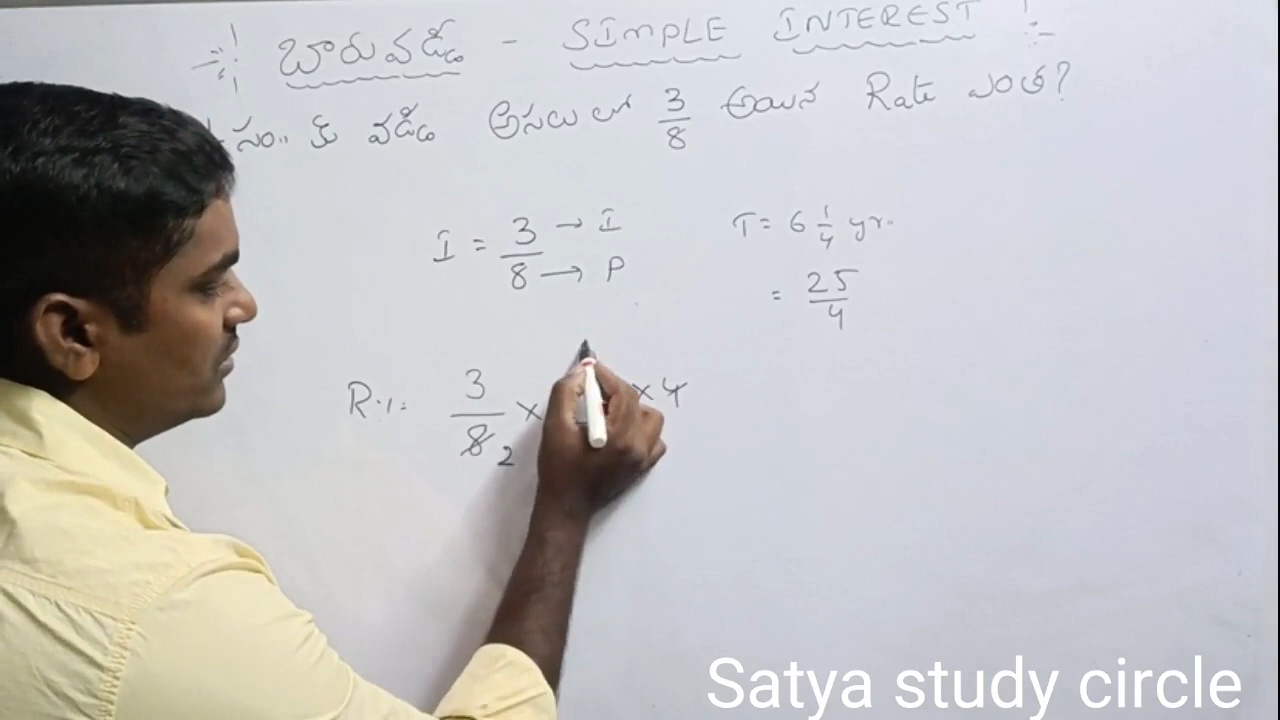 బారువడ్డీ - SIMPLE INTEREST
సం.. కు వడ్డీ అసలులో 3/8 అయిన Rate ఎంత?
I = 3/8 → I → P
T = 6 1/4 yr..
= 25/4
R·/. 3/8 2 × × 4
Satya study circle